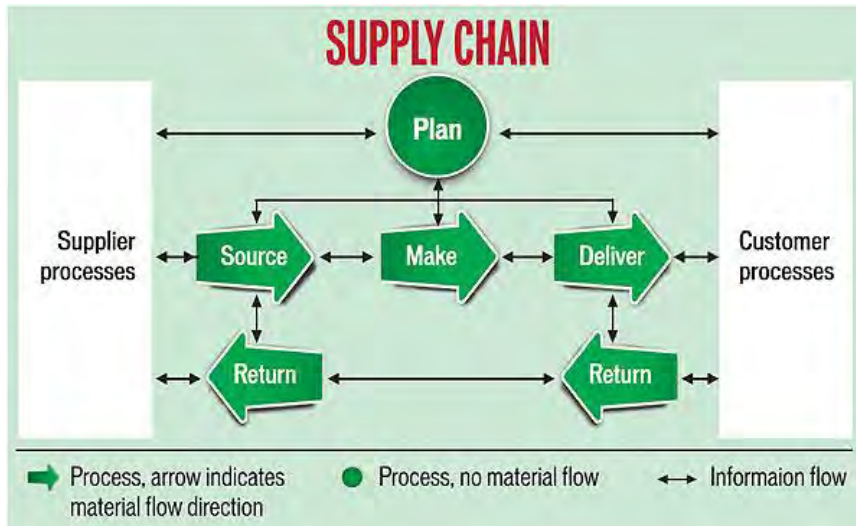 SUPPLY CHAIN
Plan
Supplier
processes
Source
Make
Deliver
Customer
processes
Return
Return
Process, arrow indicates
material flow direction
Process, no material flow
Informaion flow